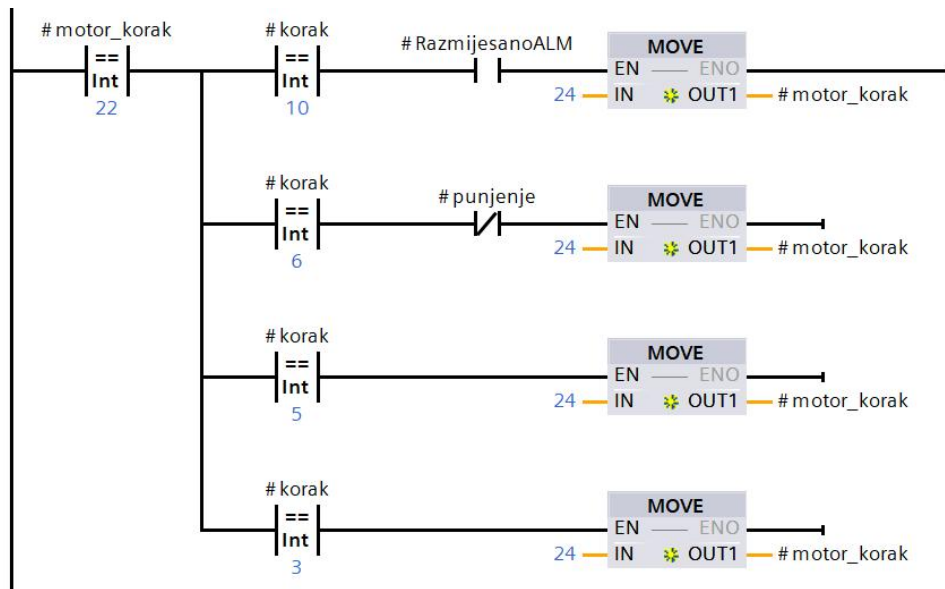 #motor_korak
==
Int
22
#korak
==
Int
10
#RazmijesanoALM
MOVE
EN ENO
24 IN OUT1 #motor_korak
#korak
==
Int
6
#punjenje
MOVE
EN ENO
24 IN OUT1 #motor_korak
#korak
==
Int
5
MOVE
EN ENO
24 IN OUT1 #motor_korak
#korak
==
Int
3
MOVE
EN ENO
24 IN OUT1 #motor_korak